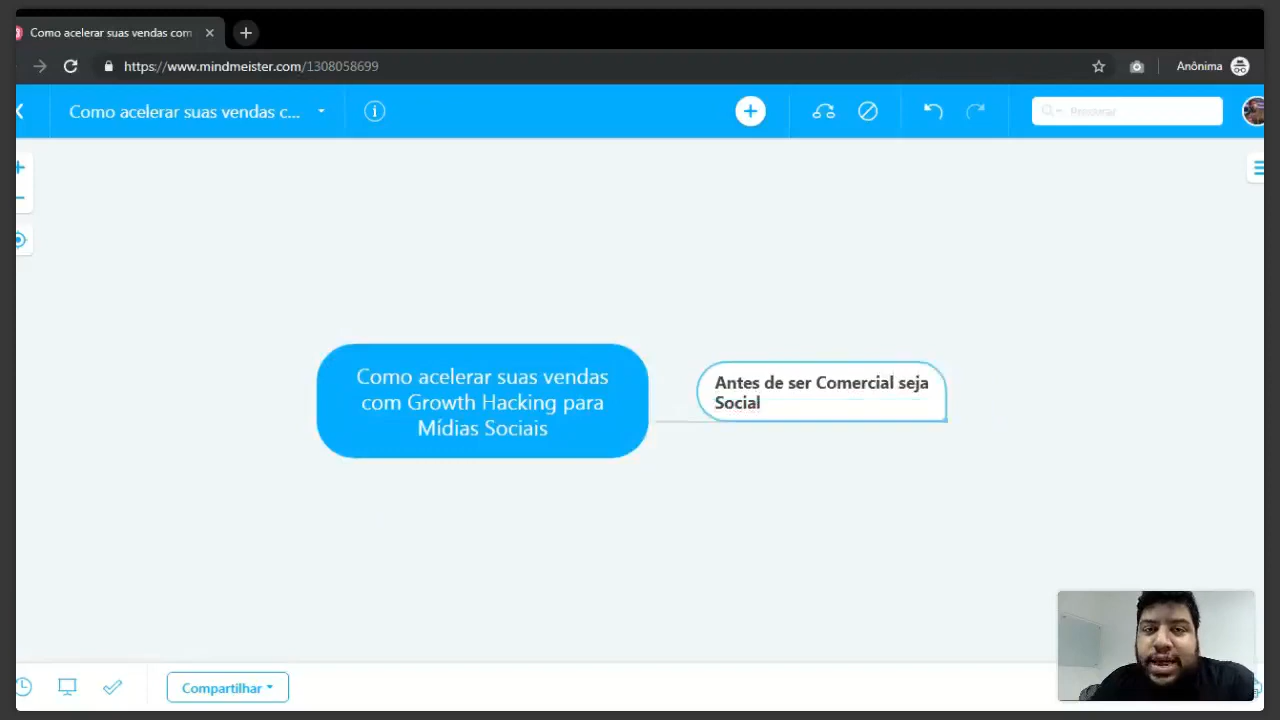 Como acelerar suas vendas com
https://www.mindmeister.com/1308058699
Anônima
Como acelerar suas vendas c...
Procurar
Como acelerar suas vendas
com Growth Hacking para
Mídias Sociais
Antes de ser Comercial seja
Social
Compartilhar